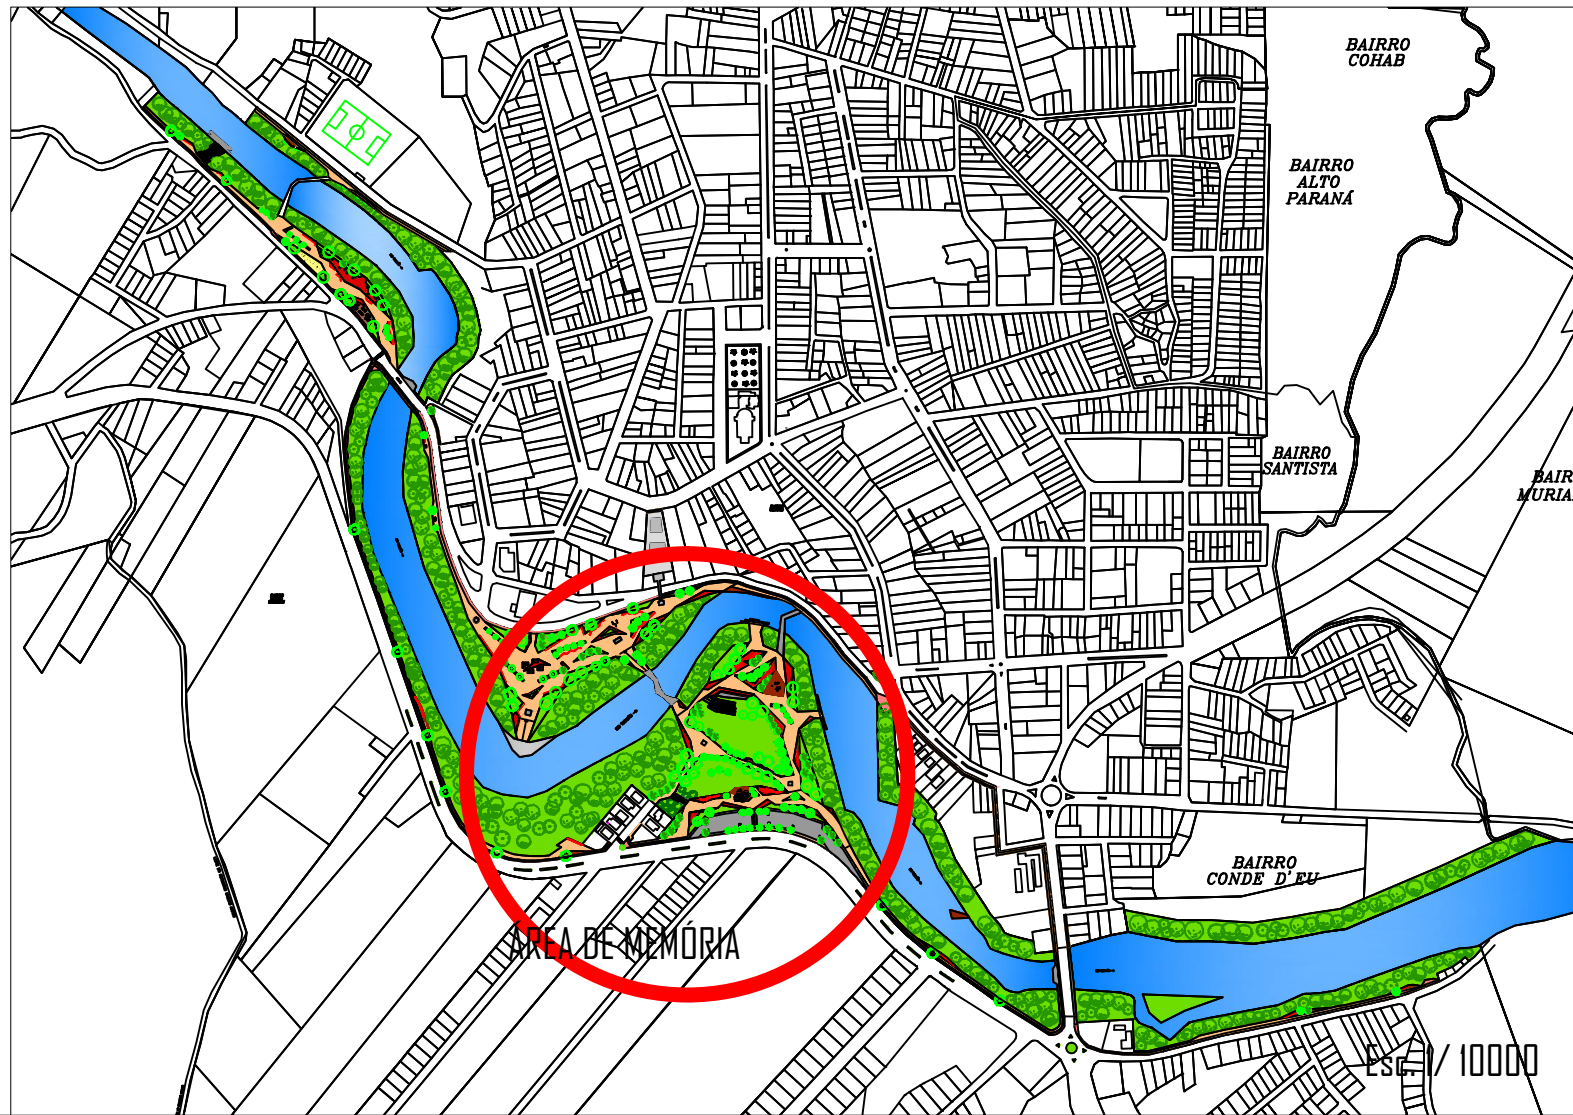 BAIRRO
COHAB
BAIRRO
ALTO
PARANÁ
BAIRRO
SANTISTA
BAIR
MURIA
BAIRRO
CONDE D'EU
ÁREA DE MEMÓRIA
Esc. 1/ 10000